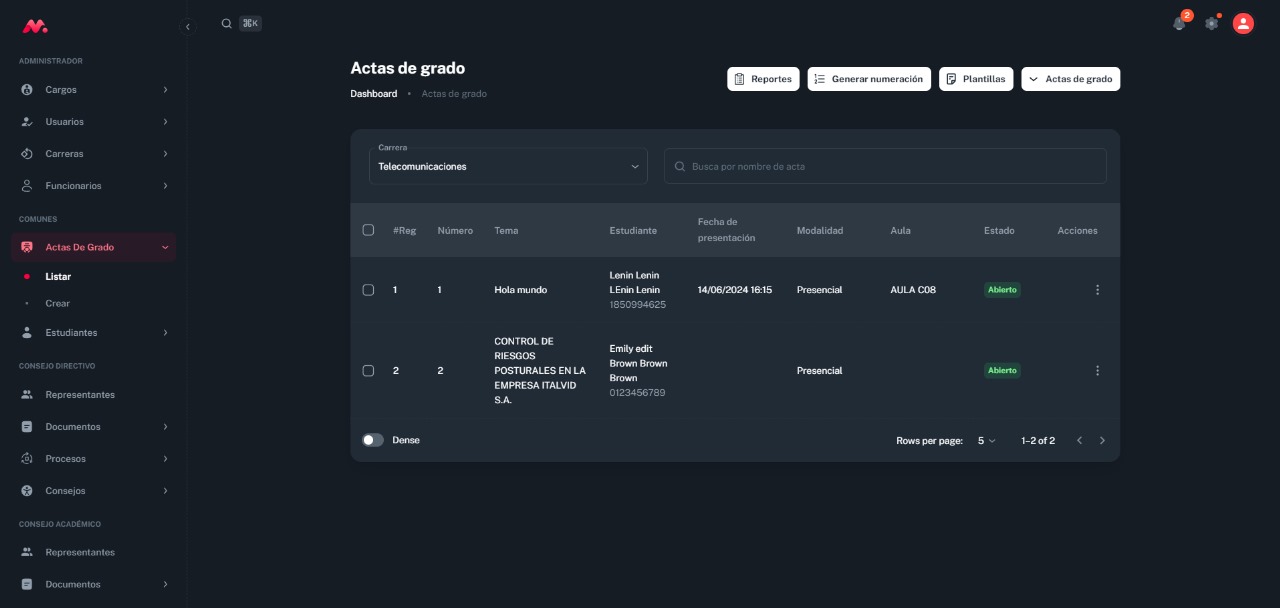 ⌘K
2
ADMINISTRADOR
Cargos
Usuarios
Carreras
Funcionarios
COMUNES
Actas De Grado
Listar
Crear
Estudiantes
CONSEJO DIRECTIVO
Representantes
Documentos
Procesos
Consejos
CONSEJO ACADÉMICO
Representantes
Documentos
Actas de grado
Dashboard • Actas de grado
Reportes
Generar numeración
Plantillas
Actas de grado
Carrera
Telecomunicaciones
Busca por nombre de acta
#Reg Número Tema Estudiante Fecha de presentación Modalidad Aula Estado Acciones
1 1 Hola mundo
Lenin Lenin
LEnin Lenin
1850994625
14/06/2024 16:15 Presencial AULA C08 Abierto
2 2
CONTROL DE
RIESGOS
POSTURALES EN LA
EMPRESA ITALVID
S.A.
Emily edit
Brown Brown
Brown
0123456789
Presencial Abierto
Dense
Rows per page: 5 1–2 of 2